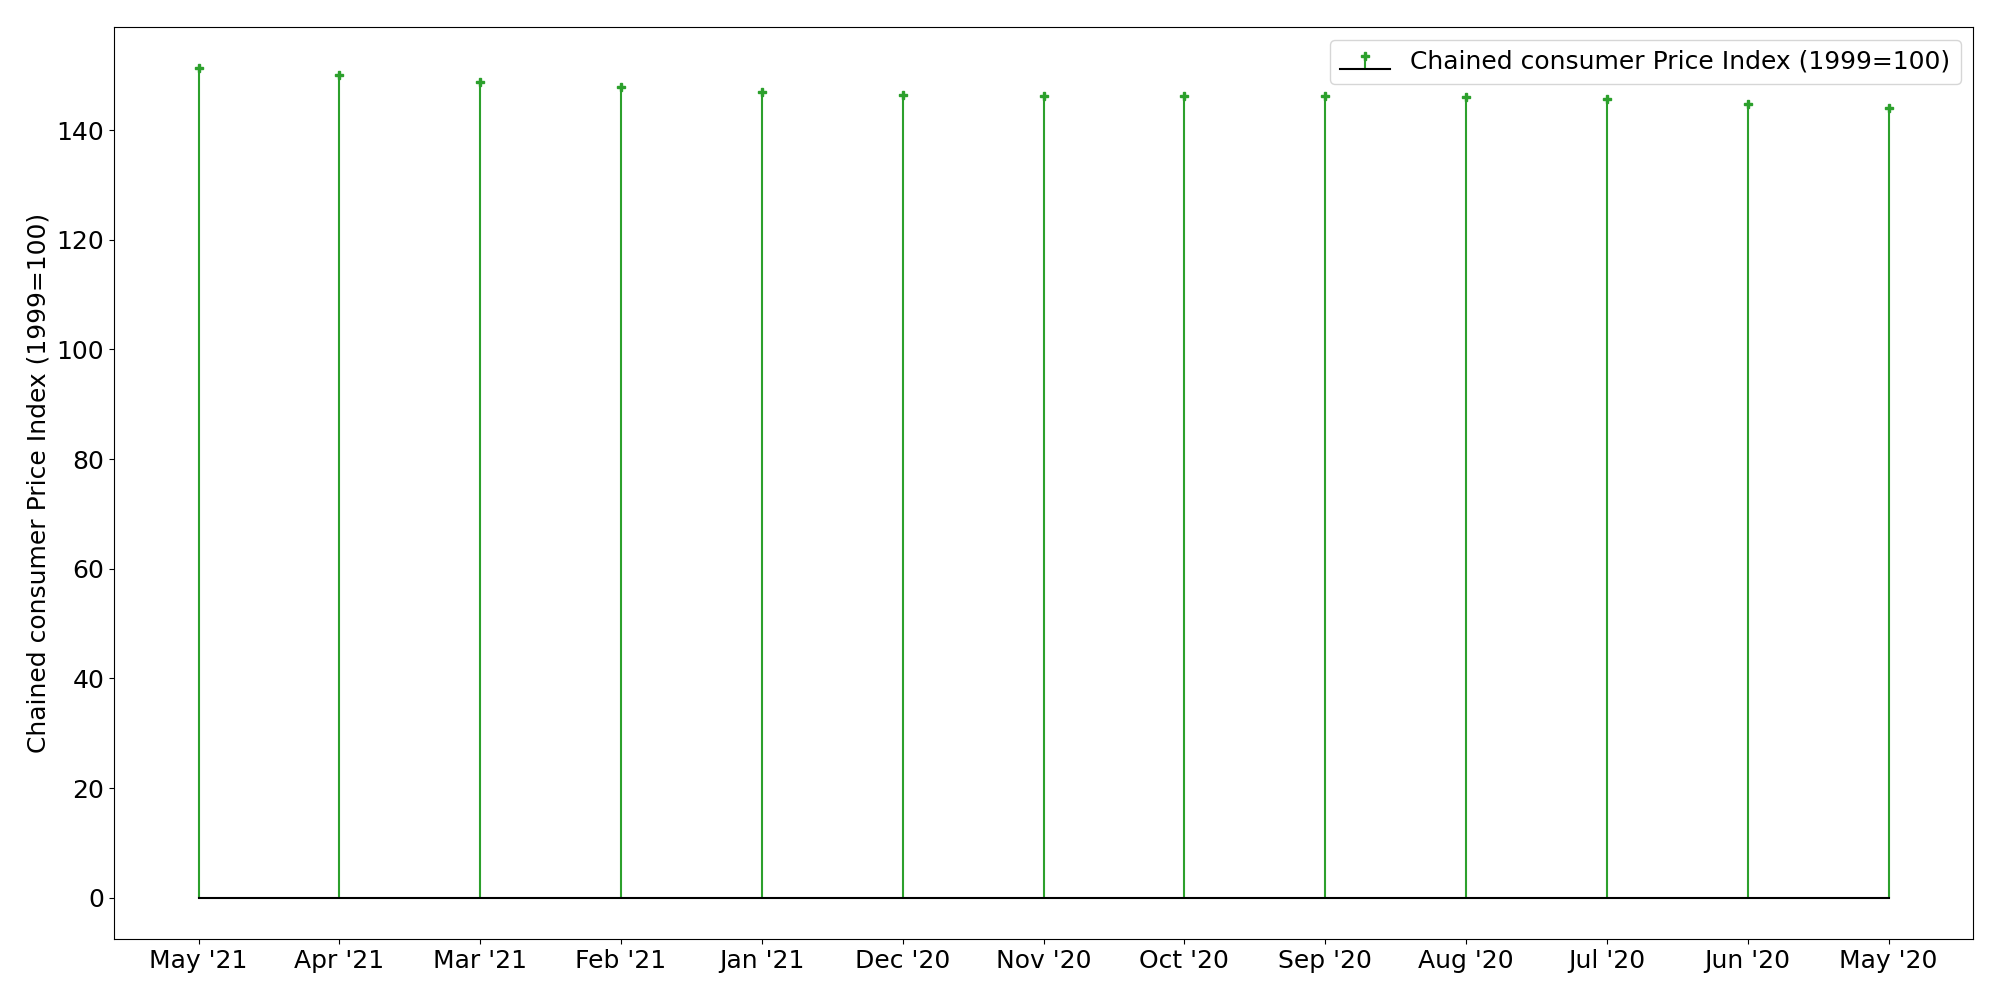 Chained consumer Price Index (1999=100)
Chained consumer Price Index (1999=100)
140
120
100
80
60
40
20
0
May '21 Apr '21 Mar '21 Feb '21 Jan '21 Dec '20 Nov '20 Oct '20 Sep '20 Aug '20 Jul '20 Jun '20 May '20